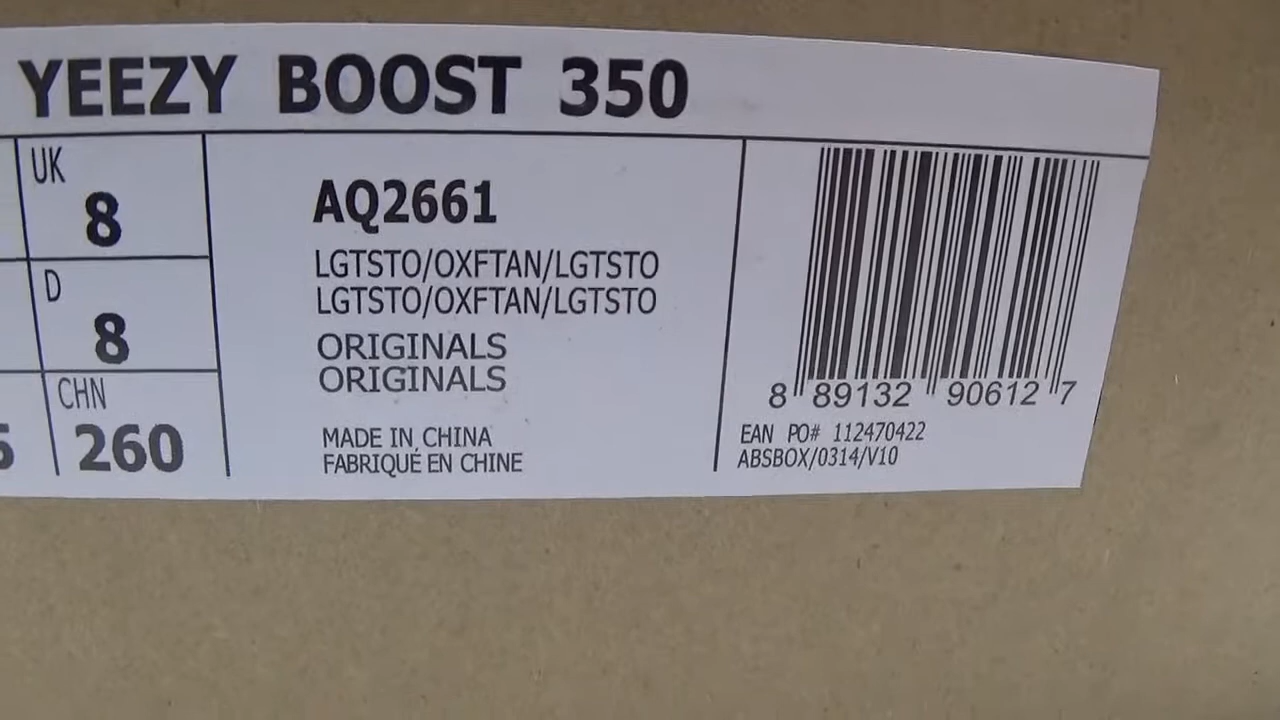 YEEZY BOOST 350
UK
8
D
8
CHN
260
AQ2661
LGTSTO/OXFTAN/LGTSTO
LGTSTO/OXFTAN/LGTSTO
ORIGINALS
ORIGINALS
MADE IN CHINA
FABRIQUÉ EN CHINE
8 89132 90612 7
EAN PO# 112470422
ABSBOX/0314/V10